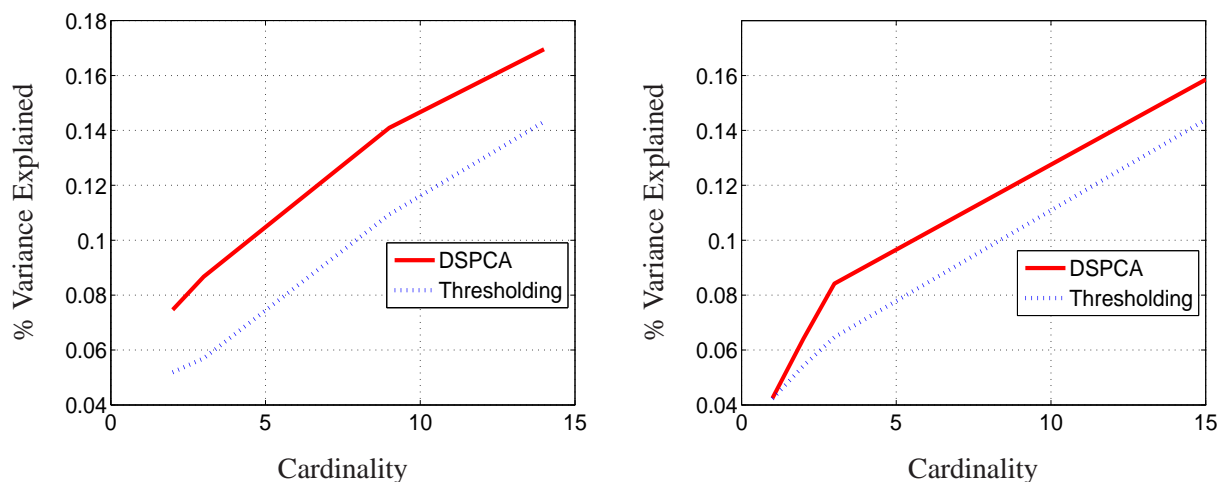 % Variance Explained
0.18
0.16
0.14
0.12
0.1
0.08
0.06
0.04
0
5
10
15
DSPCA
Thresholding
Cardinality
% Variance Explained
0.16
0.14
0.12
0.1
0.08
0.06
0.04
0
5
10
15
DSPCA
Thresholding
Cardinality